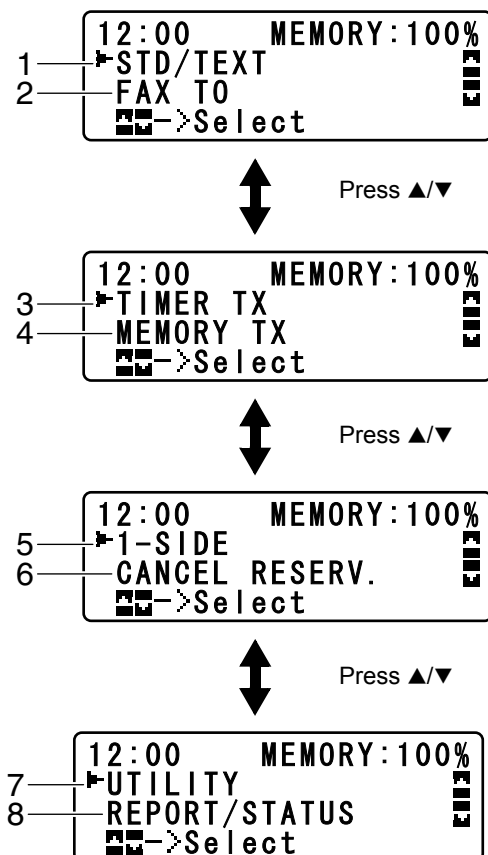 12:00 MEMORY:100%
1 STD/TEXT
2 FAX TO
->Select
Press ▲/▼
12:00 MEMORY:100%
3 TIMER TX
4 MEMORY TX
->Select
Press ▲/▼
12:00 MEMORY:100%
5 1-SIDE
6 CANCEL RESERV.
->Select
Press ▲/▼
12:00 MEMORY:100%
7 UTILITY
8 REPORT/STATUS
->Select